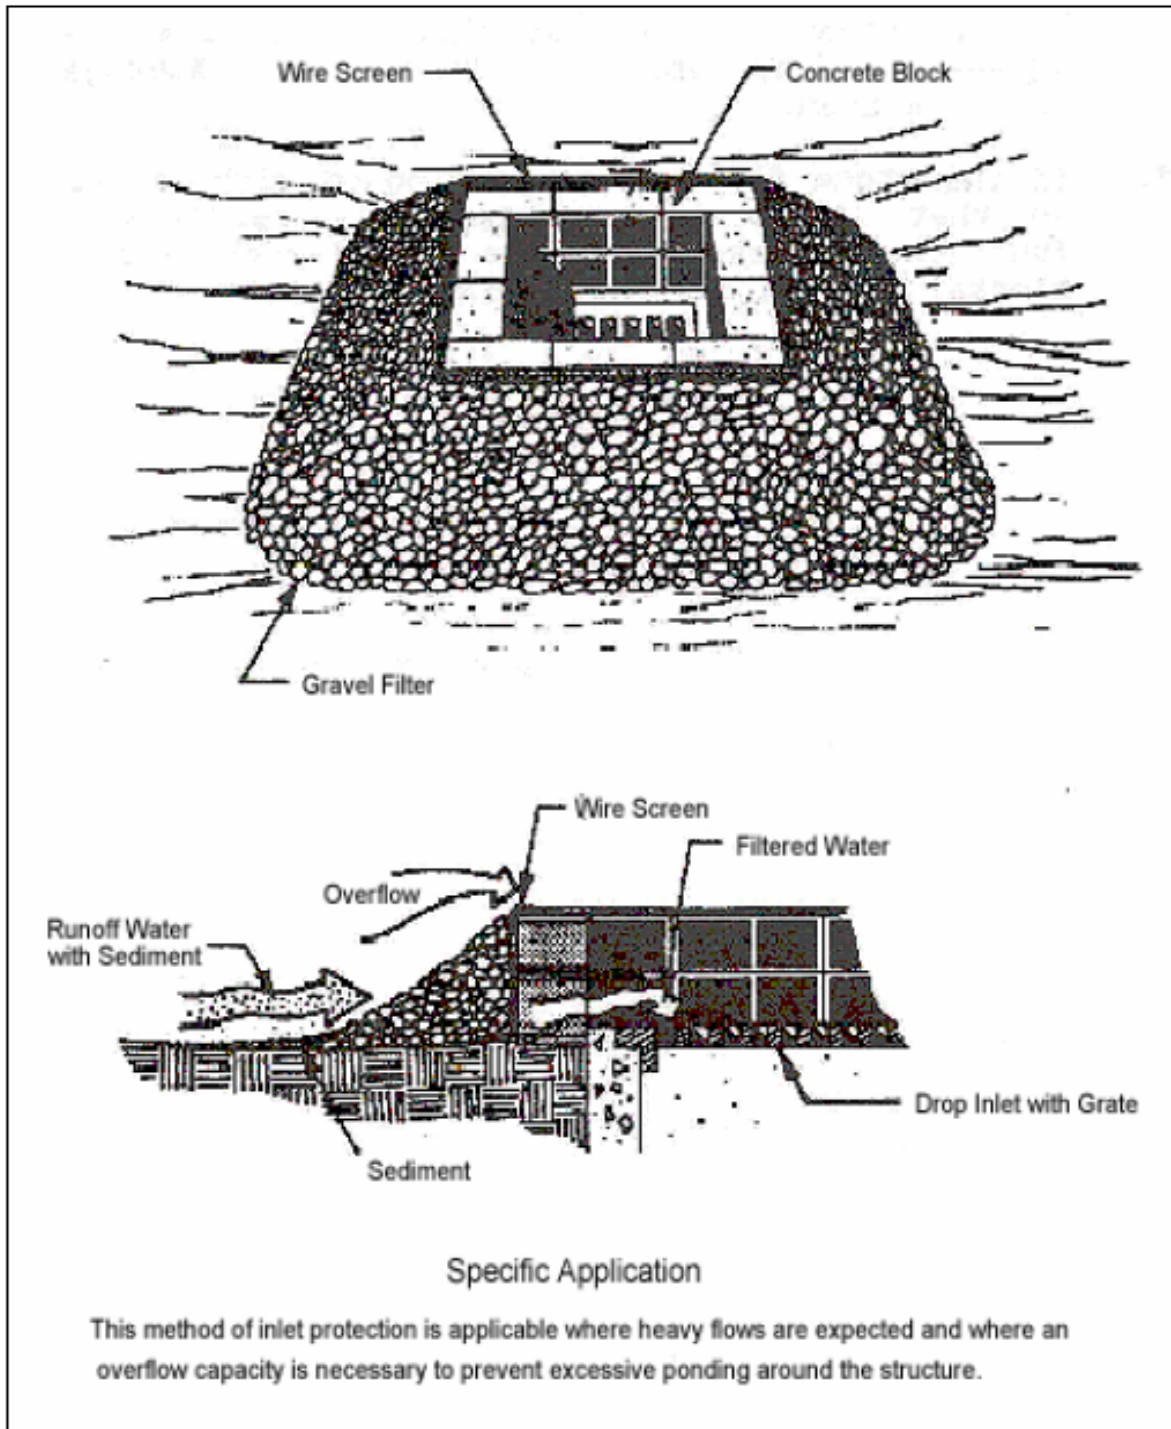 Wire Screen
Concrete Block
Gravel Filter
Wire Screen
Filtered Water
Overflow
Runoff Water
with Sediment
Drop Inlet with Grate
Sediment
Specific Application
This method of inlet protection is applicable where heavy flows are expected and where an
overflow capacity is necessary to prevent excessive ponding around the structure.